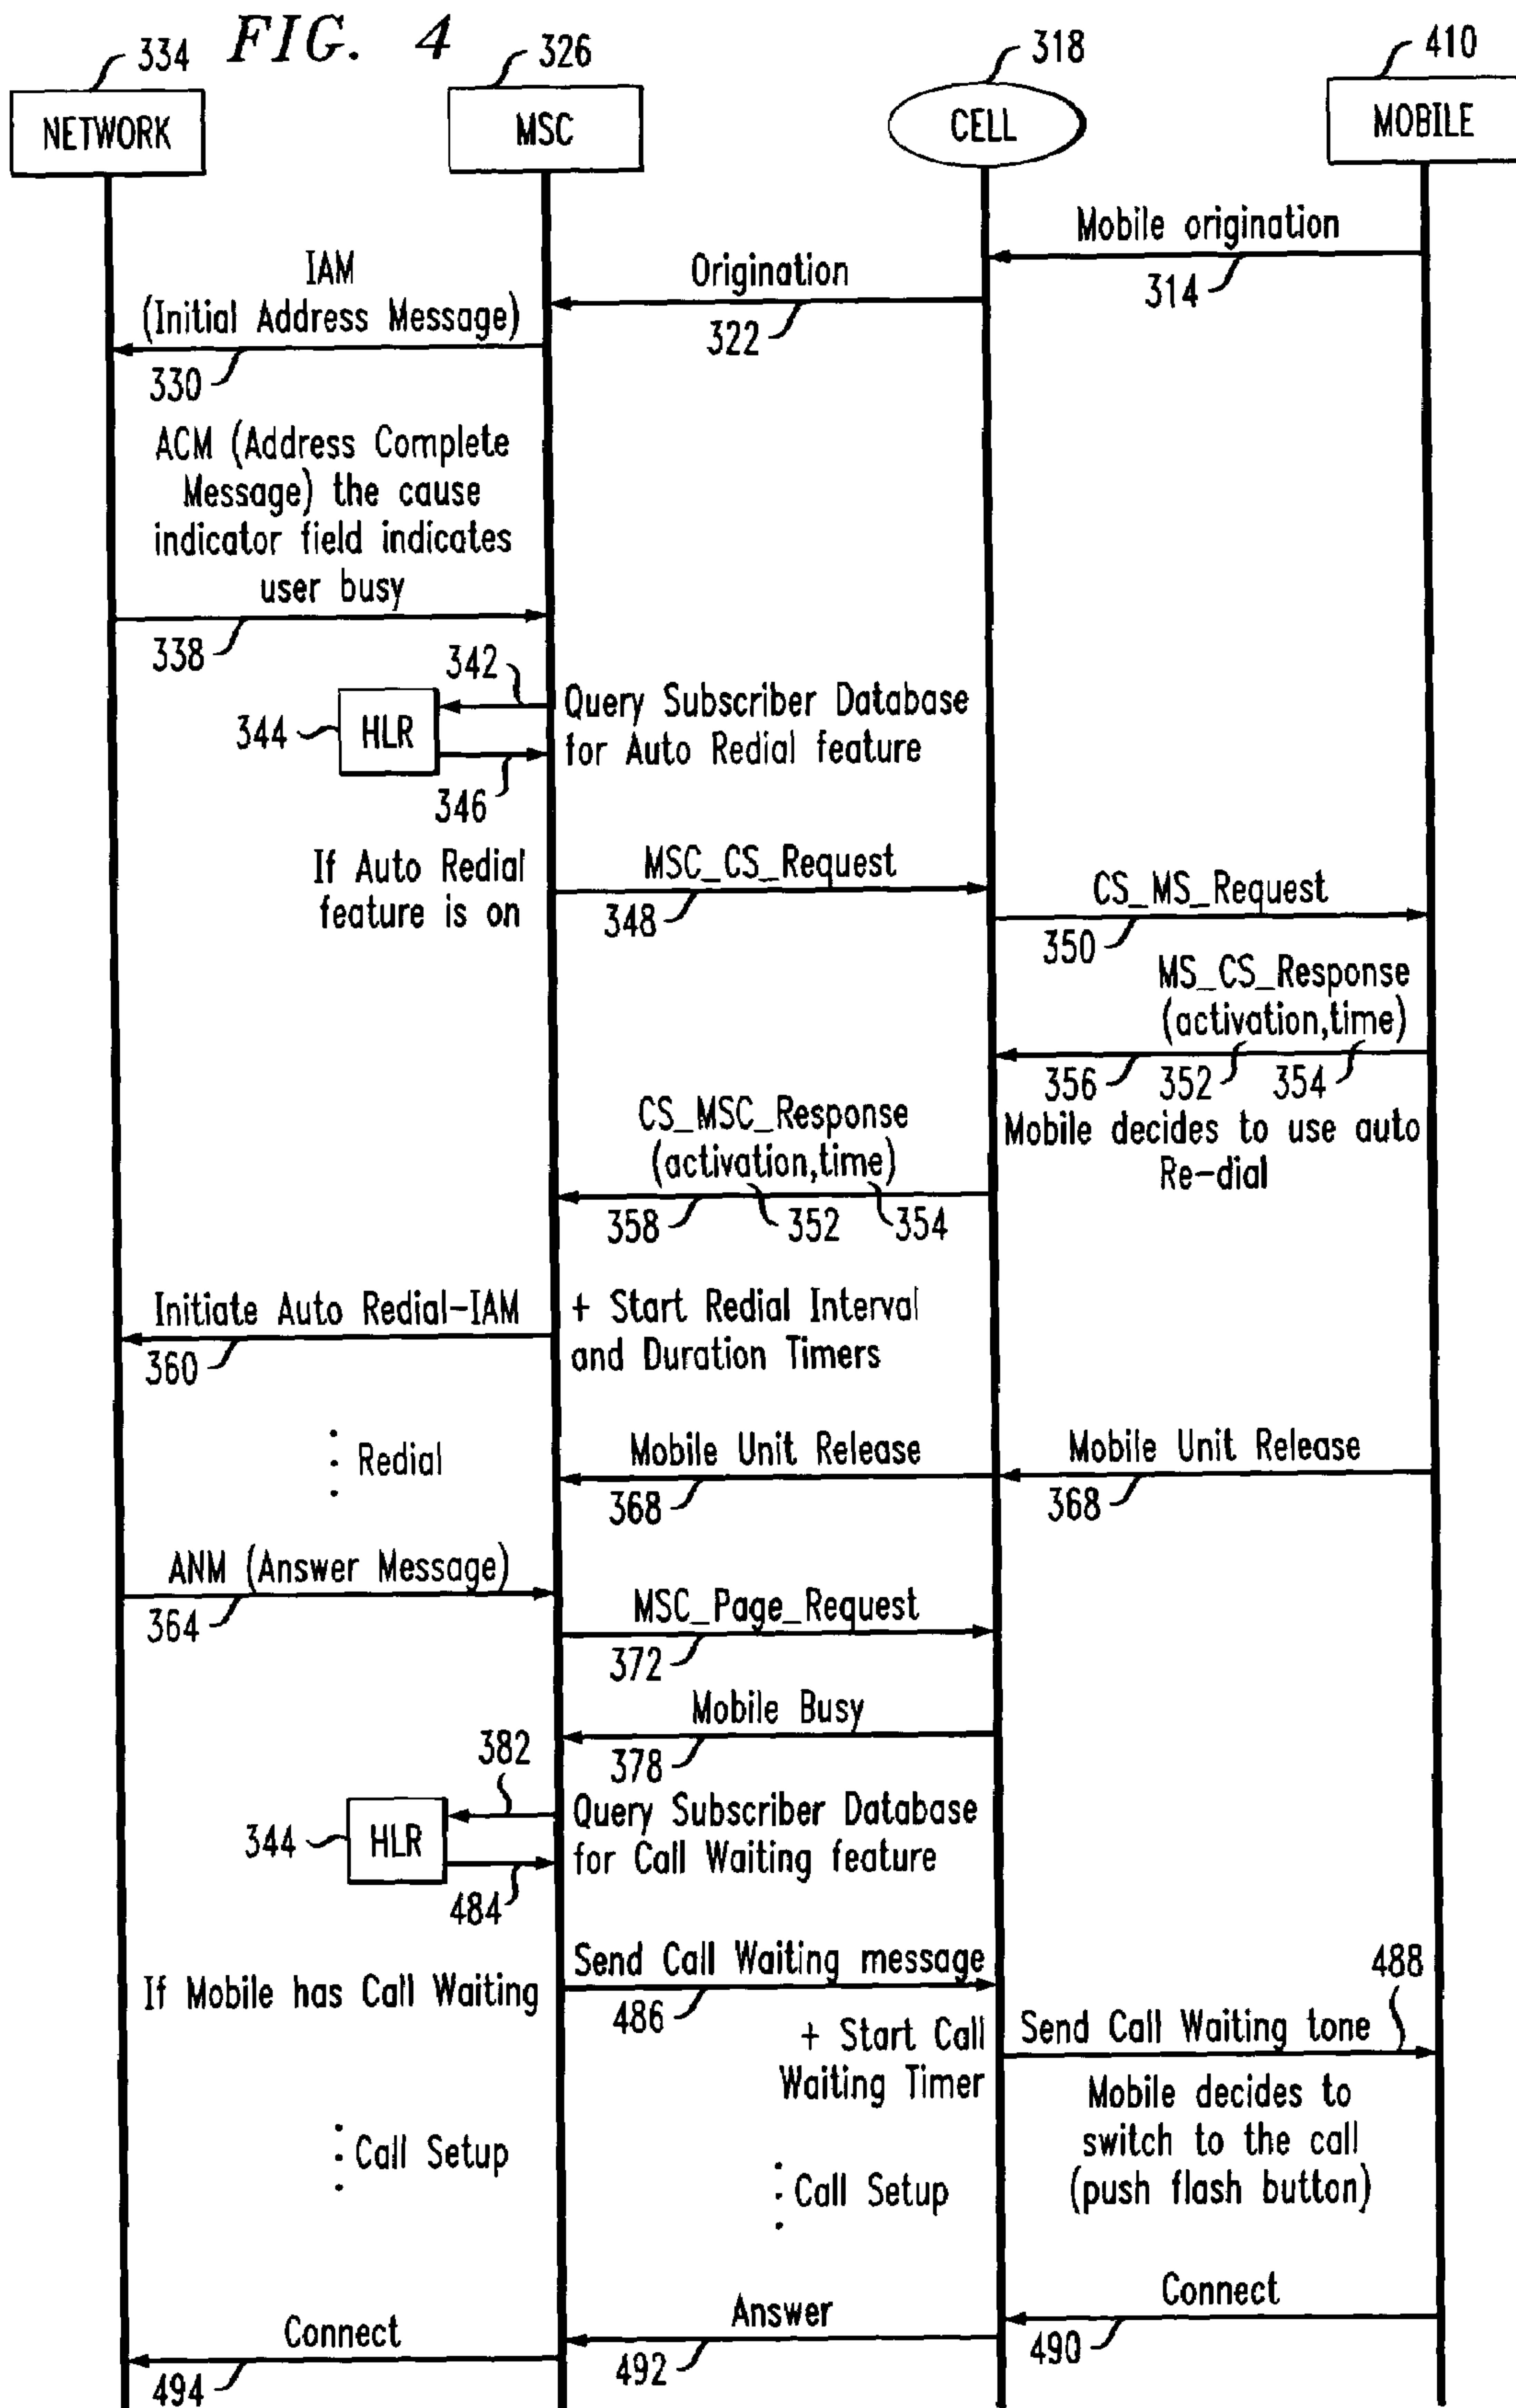 FIG. 4
334
326
318
410
NETWORK
MSC
CELL
MOBILE
Mobile origination
314
Origination
322
IAM
(Initial Address Message)
330
ACM (Address Complete
Message) the cause
indicator field indicates
user busy
338
342
344
HLR
346
Query Subscriber Database
for Auto Redial feature
If Auto Redial
feature is on
MSC_CS_Request
348
CS_MS_Request
350
MS_CS_Response
(activation,time)
356
352
354
Mobile decides to use auto
Re-dial
CS_MSC_Response
(activation,time)
358
352
354
Initiate Auto Redial-IAM
360
+ Start Redial Interval
and Duration Timers
Redial
Mobile Unit Release
368
Mobile Unit Release
368
ANM (Answer Message)
364
MSC_Page_Request
372
Mobile Busy
378
382
344
HLR
484
Query Subscriber Database
for Call Waiting feature
If Mobile has Call Waiting
Send Call Waiting message
486
488
+ Start Call
Waiting Timer
Send Call Waiting tone
Mobile decides to
switch to the call
(push flash button)
Call Setup
Call Setup
Connect
490
Answer
492
Connect
494